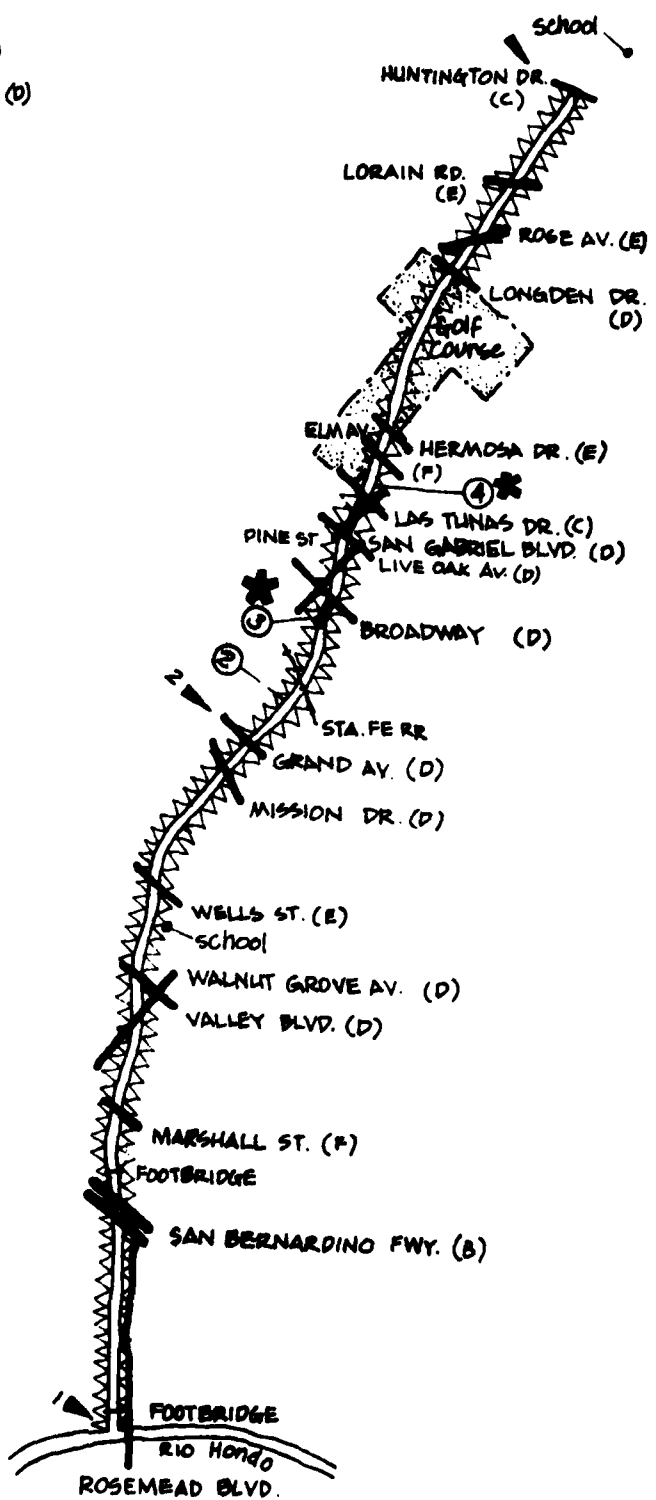 school
(D)
HUNTINGTON DR.
(C)
LORAIN RD.
(E)
ROSE AV. (E)
LONGDEN DR.
(D)
Golf
Course
ELM AV.
HERMOSA DR. (E)
(F)
4 *
LAS TUNAS DR. (C)
PINE ST
SAN GABRIEL BLVD. (D)
LIVE OAK AV. (D)
*
3
BROADWAY (D)
2
2
STA. FE RR
GRAND AV. (D)
MISSION DR. (D)
WELLS ST. (E)
school
WALNUT GROVE AV. (D)
VALLEY BLVD. (D)
MARSHALL ST. (F)
FOOTBRIDGE
SAN BERNARDINO FWY. (B)
1
FOOTBRIDGE
RIO HONDO
ROSEMEAD BLVD.